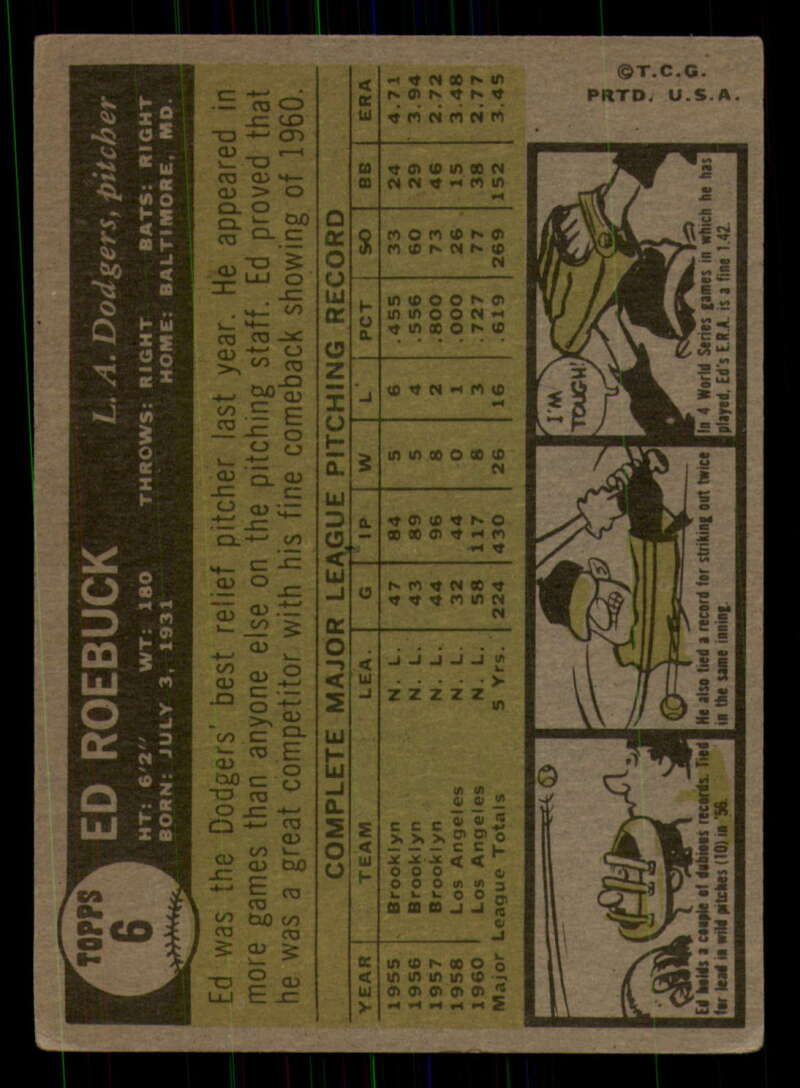 TOPPS
6
ED ROEBUCK
L. A. Dodgers, pitcher
HT: 6'2" WT: 180 THROWS: RIGHT BATS: RIGHT
BORN: JULY 3, 1931 HOME: BALTIMORE, MD.
Ed was the Dodgers' best relief pitcher last year. He appeared in
more games than anyone else on the pitching staff. Ed proved that
he was a great competitor with his fine comeback showing of 1960.
COMPLETE MAJOR LEAGUE PITCHING RECORD
YEAR TEAM LEA. G IP W L PCT SO BB ERA
1955 Brooklyn N. L. 47 84 5 6 .455 33 24 4.71
1956 Brooklyn N. L. 43 89 5 4 .556 60 29 3.94
1957 Brooklyn N. L. 44 96 8 2 .800 73 46 2.72
1958 Los Angeles N. L. 32 44 0 1 .000 26 15 3.48
1960 Los Angeles N. L. 58 117 8 3 .727 77 38 2.77
Major League Totals 5 Yrs. 224 430 26 16 .619 269 152 3.45
Ed holds a couple of dubious records. Tied
for lead in wild pitches (10) in '56.
He also tied a record for striking out twice
in the same inning.
I'M
TOUGH!
In 4 World Series games in which he has
played, Ed's E.R.A. is a fine 1.42.
©T.C.G.
PRTD. U.S.A.